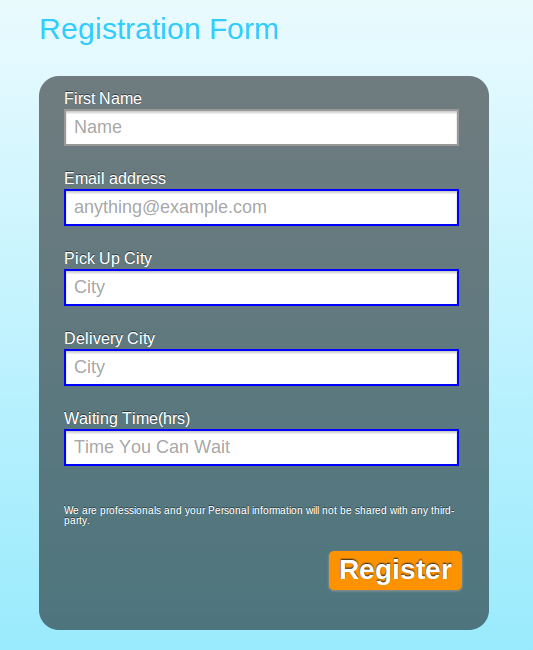 Registration Form
First Name
Name
Email address
anything@example.com
Pick Up City
City
Delivery City
City
Waiting Time(hrs)
Time You Can Wait
We are professionals and your Personal information will not be shared with any third-
party.
Register